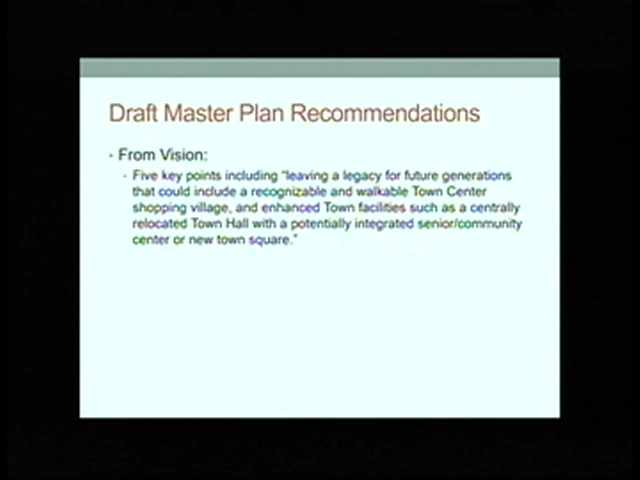 Draft Master Plan Recommendations
• From Vision:
• Five key points including "leaving a legacy for future generations
that could include a recognizable and walkable Town Center
shopping village, and enhanced Town facilities such as a centrally
relocated Town Hall with a potentially integrated senior/community
center or new town square."